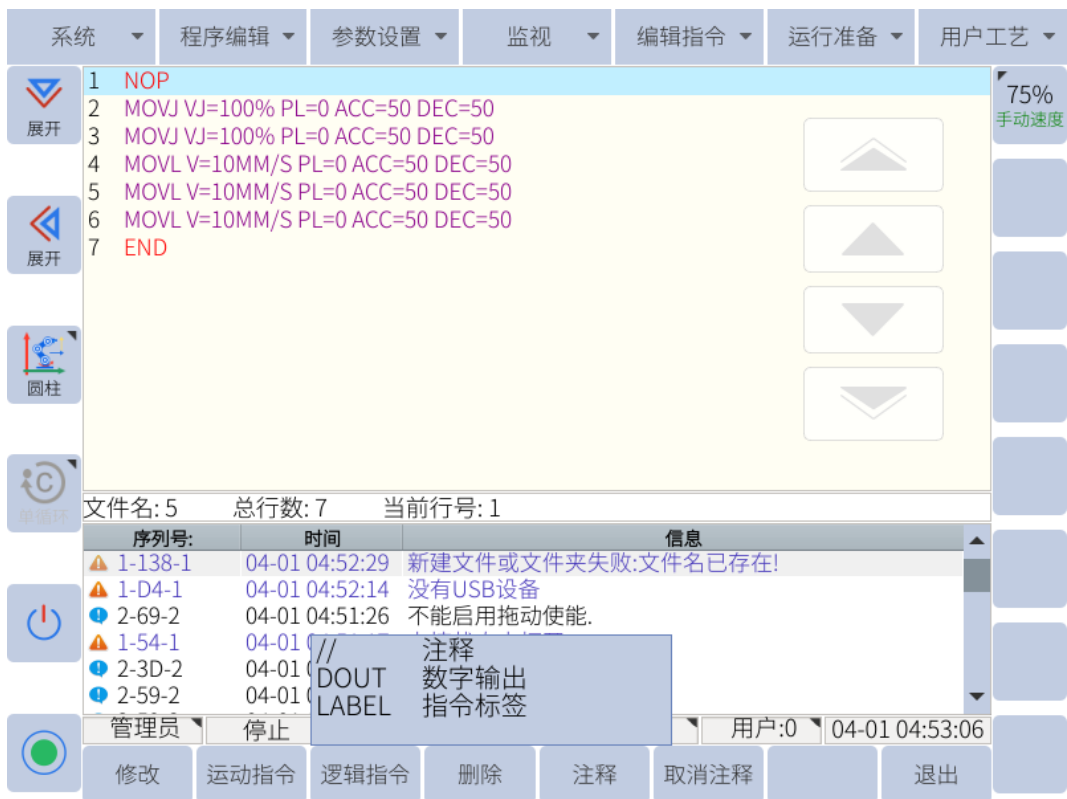 系统 程序编辑 参数设置 监视 编辑指令 运行准备 用户工艺
展开
展开
圆柱
单循环
75%
手动速度
1 NOP
2 MOVJ VJ=100% PL=0 ACC=50 DEC=50
3 MOVJ VJ=100% PL=0 ACC=50 DEC=50
4 MOVL V=10MM/S PL=0 ACC=50 DEC=50
5 MOVL V=10MM/S PL=0 ACC=50 DEC=50
6 MOVL V=10MM/S PL=0 ACC=50 DEC=50
7 END
文件名: 5 总行数: 7 当前行号: 1
序列号: 时间 信息
1-138-1 04-01 04:52:29 新建文件或文件夹失败:文件名已存在!
1-D4-1 04-01 04:52:14 没有USB设备
2-69-2 04-01 04:51:26 不能启用拖动使能.
1-54-1 04-01
2-3D-2 04-01
2-59-2 04-01
// 注释
DOUT 数字输出
LABEL 指令标签
管理员 停止 用户:0 04-01 04:53:06
修改 运动指令 逻辑指令 删除 注释 取消注释 退出